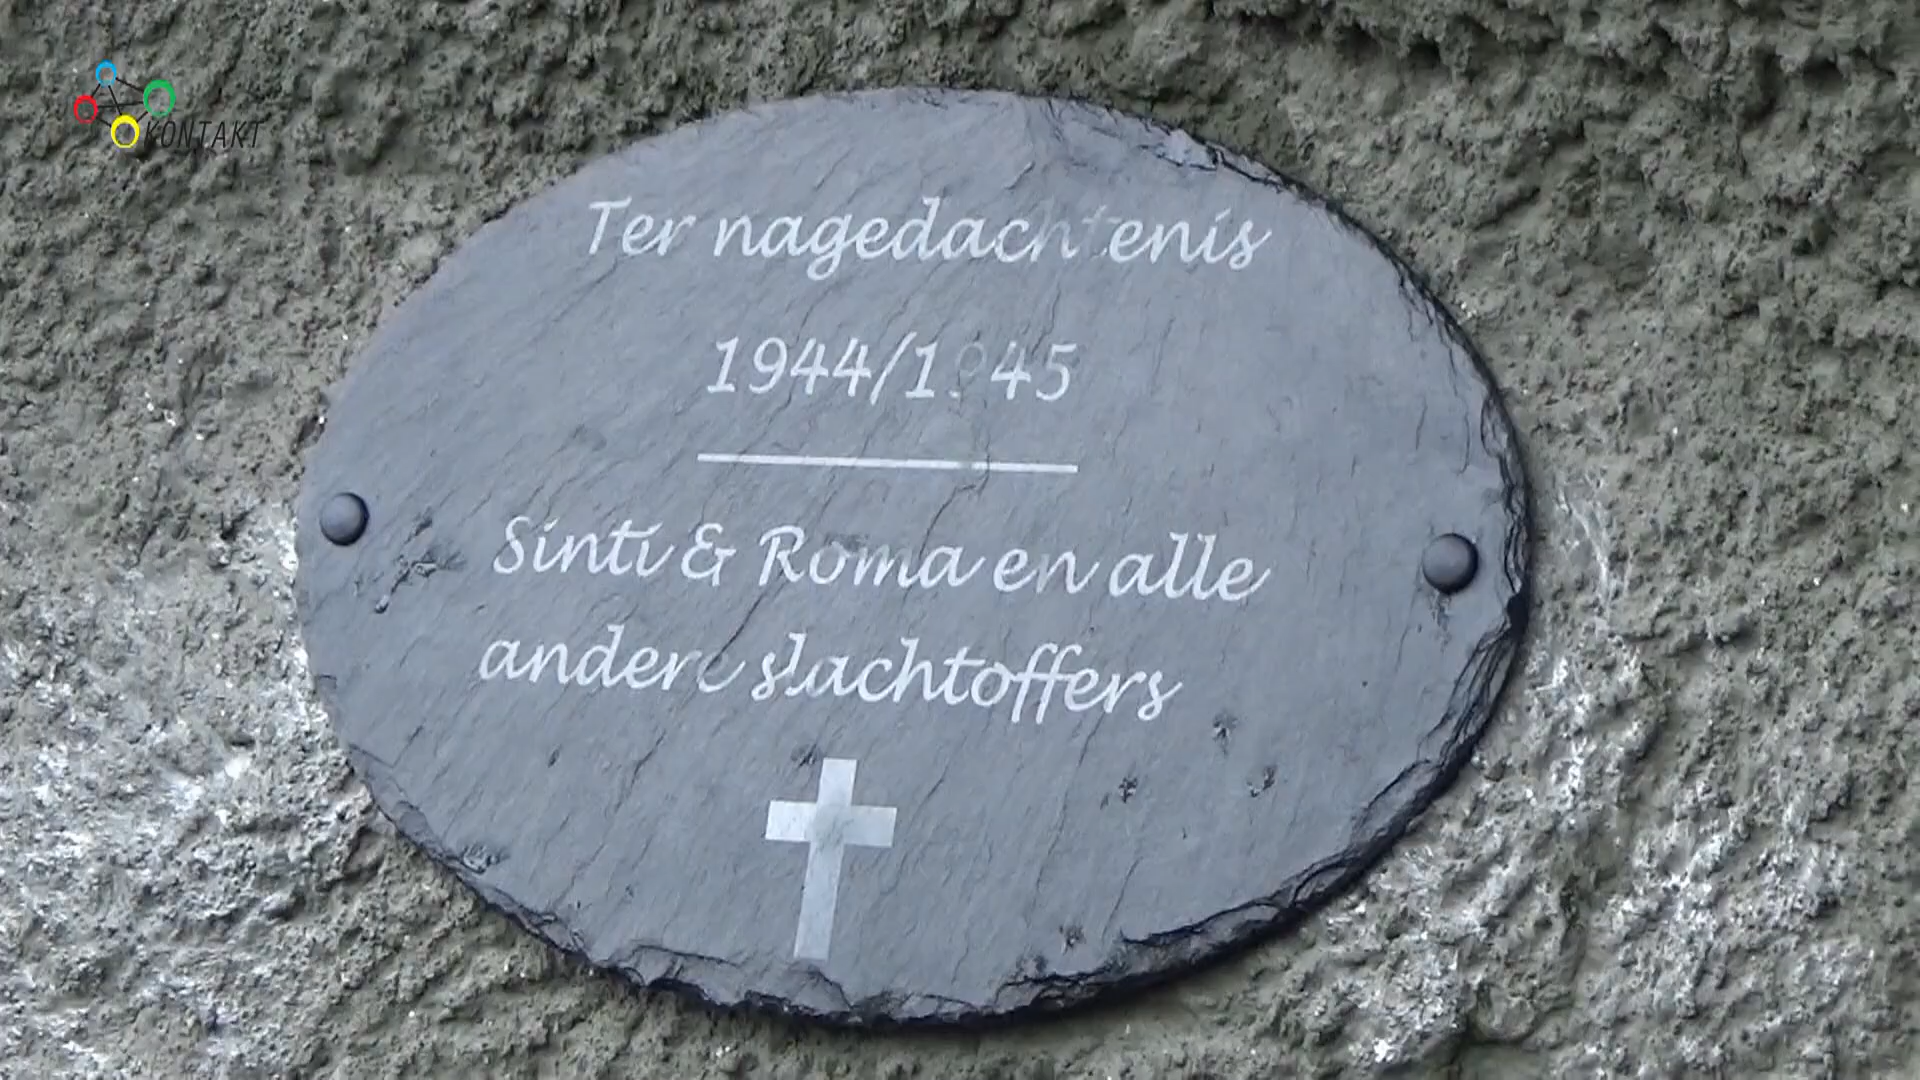 KONTAKT
Ter nagedachtenis
1944/1945
Sinti & Roma en alle
andere slachtoffers